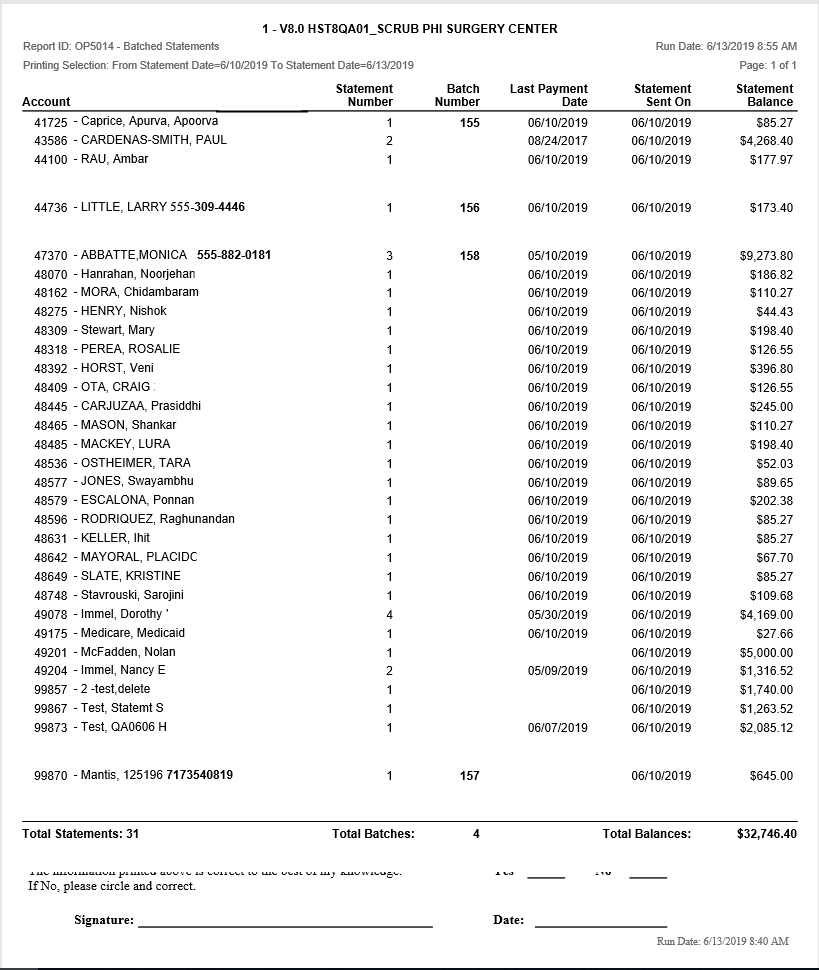 1 - V8.0 HST8QA01_SCRUB PHI SURGERY CENTER
Report ID: OP5014 - Batched Statements Run Date: 6/13/2019 8:55 AM
Printing Selection: From Statement Date=6/10/2019 To Statement Date=6/13/2019 Page: 1 of 1
Statement Batch Last Payment Statement Statement
Account Number Number Date Sent On Balance
41725 - Caprice, Apurva, Apoorva 1 155 06/10/2019 06/10/2019 $85.27
43586 - CARDENAS-SMITH, PAUL 2 08/24/2017 06/10/2019 $4,268.40
44100 - RAU, Ambar 1 06/10/2019 06/10/2019 $177.97
44736 - LITTLE, LARRY 555-309-4446 1 156 06/10/2019 06/10/2019 $173.40
47370 - ABBATTE,MONICA 555-882-0181 3 158 05/10/2019 06/10/2019 $9,273.80
48070 - Hanrahan, Noorjehan 1 06/10/2019 06/10/2019 $186.82
48162 - MORA, Chidambaram 1 06/10/2019 06/10/2019 $110.27
48275 - HENRY, Nishok 1 06/10/2019 06/10/2019 $44.43
48309 - Stewart, Mary 1 06/10/2019 06/10/2019 $198.40
48318 - PEREA, ROSALIE 1 06/10/2019 06/10/2019 $126.55
48392 - HORST, Veni 1 06/10/2019 06/10/2019 $396.80
48409 - OTA, CRAIG 1 06/10/2019 06/10/2019 $126.55
48445 - CARJUZAA, Prasiddhi 1 06/10/2019 06/10/2019 $245.00
48465 - MASON, Shankar 1 06/10/2019 06/10/2019 $110.27
48485 - MACKEY, LURA 1 06/10/2019 06/10/2019 $198.40
48536 - OSTHEIMER, TARA 1 06/10/2019 06/10/2019 $52.03
48577 - JONES, Swayambhu 1 06/10/2019 06/10/2019 $89.65
48579 - ESCALONA, Ponnan 1 06/10/2019 06/10/2019 $202.38
48596 - RODRIQUEZ, Raghunandan 1 06/10/2019 06/10/2019 $85.27
48631 - KELLER, Ihit 1 06/10/2019 06/10/2019 $85.27
48642 - MAYORAL, PLACIDO 1 06/10/2019 06/10/2019 $67.70
48649 - SLATE, KRISTINE 1 06/10/2019 06/10/2019 $85.27
48748 - Stavrouski, Sarojini 1 06/10/2019 06/10/2019 $109.68
49078 - Immel, Dorothy ' 4 05/30/2019 06/10/2019 $4,169.00
49175 - Medicare, Medicaid 1 06/10/2019 06/10/2019 $27.66
49201 - McFadden, Nolan 1 06/10/2019 $5,000.00
49204 - Immel, Nancy E 2 05/09/2019 06/10/2019 $1,316.52
99857 - 2 -test,delete 1 06/10/2019 $1,740.00
99867 - Test, Statemt S 1 06/10/2019 $1,263.52
99873 - Test, QA0606 H 1 06/07/2019 06/10/2019 $2,085.12
99870 - Mantis, 125196 7173540819 1 157 06/10/2019 $645.00
Total Statements: 31 Total Batches: 4 Total Balances: $32,746.40
The information printed above is correct to the best of my knowledge. Yes ____ No ____
If No, please circle and correct.
Signature: ____ Date: ____
Run Date: 6/13/2019 8:40 AM